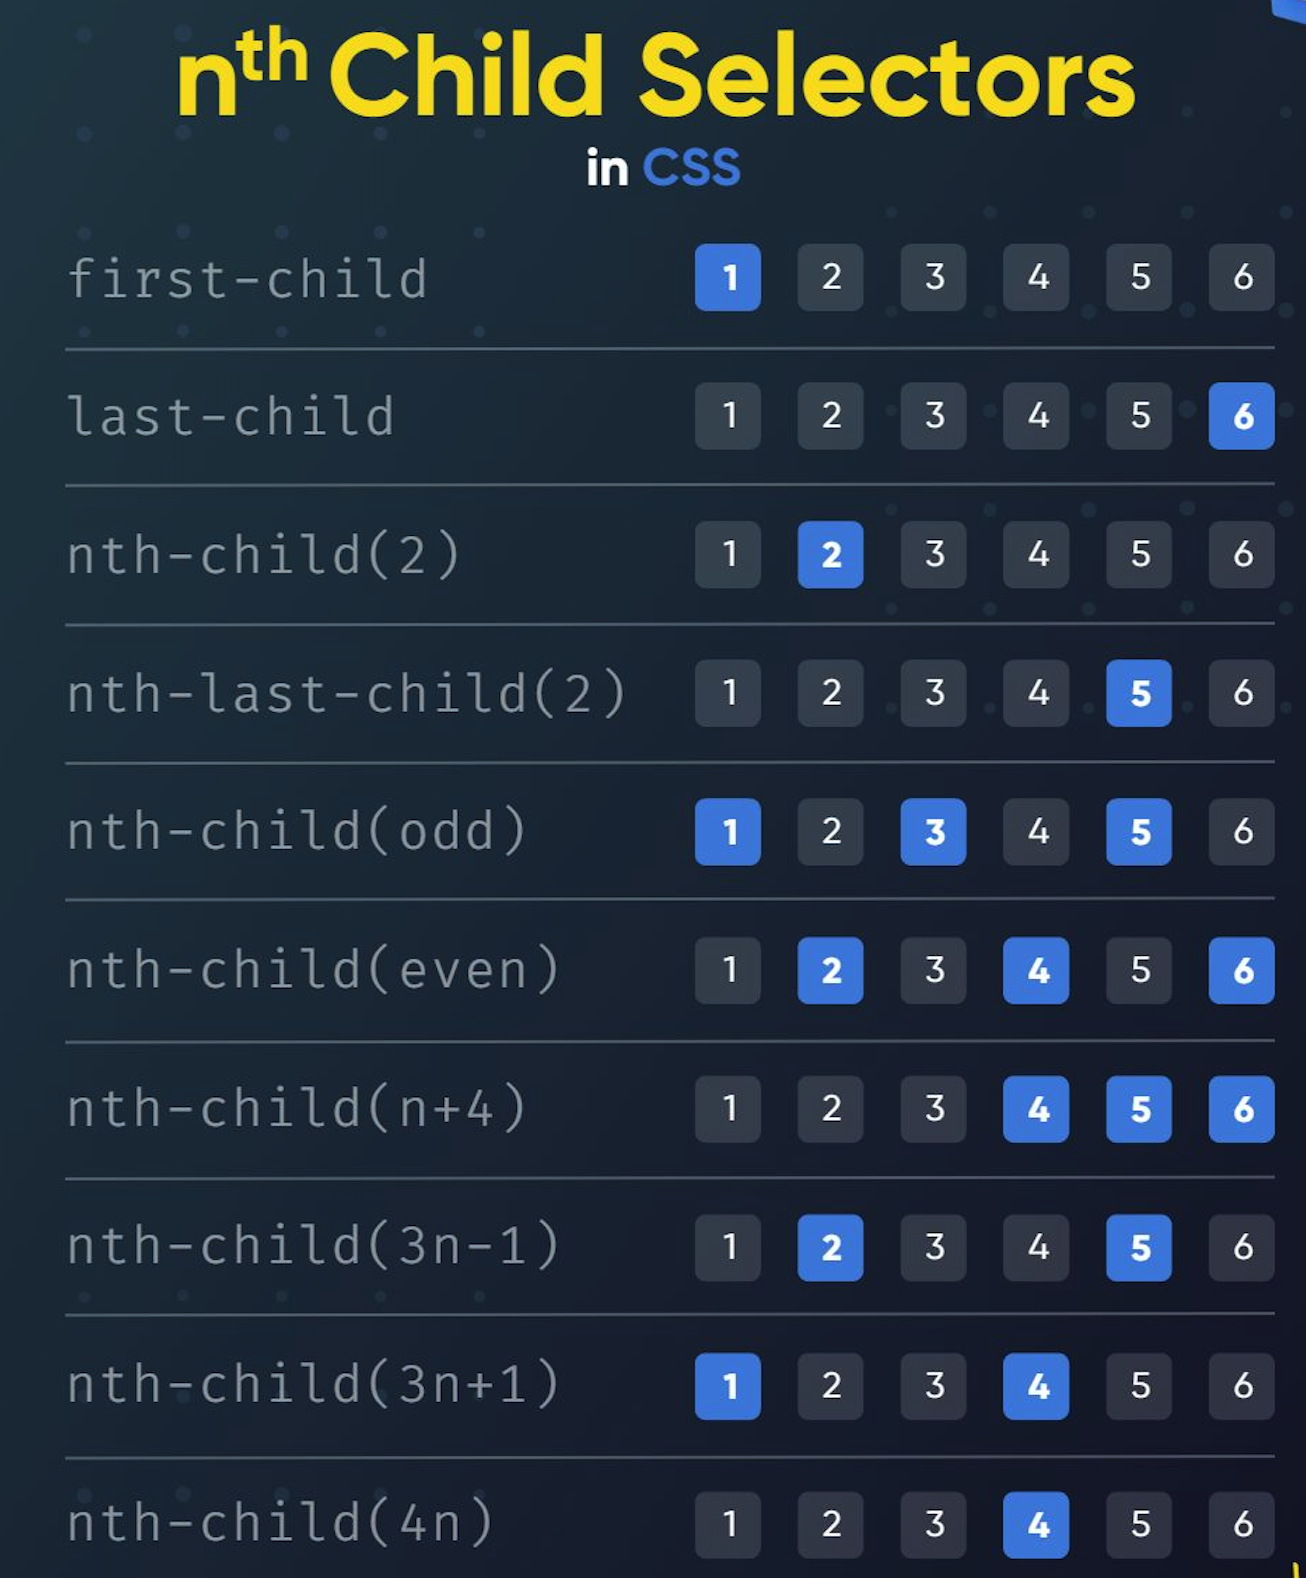 nth Child Selectors
in CSS
first-child 1 2 3 4 5 6
last-child 1 2 3 4 5 6
nth-child(2) 1 2 3 4 5 6
nth-last-child(2) 1 2 3 4 5 6
nth-child(odd) 1 2 3 4 5 6
nth-child(even) 1 2 3 4 5 6
nth-child(n+4) 1 2 3 4 5 6
nth-child(3n-1) 1 2 3 4 5 6
nth-child(3n+1) 1 2 3 4 5 6
nth-child(4n) 1 2 3 4 5 6